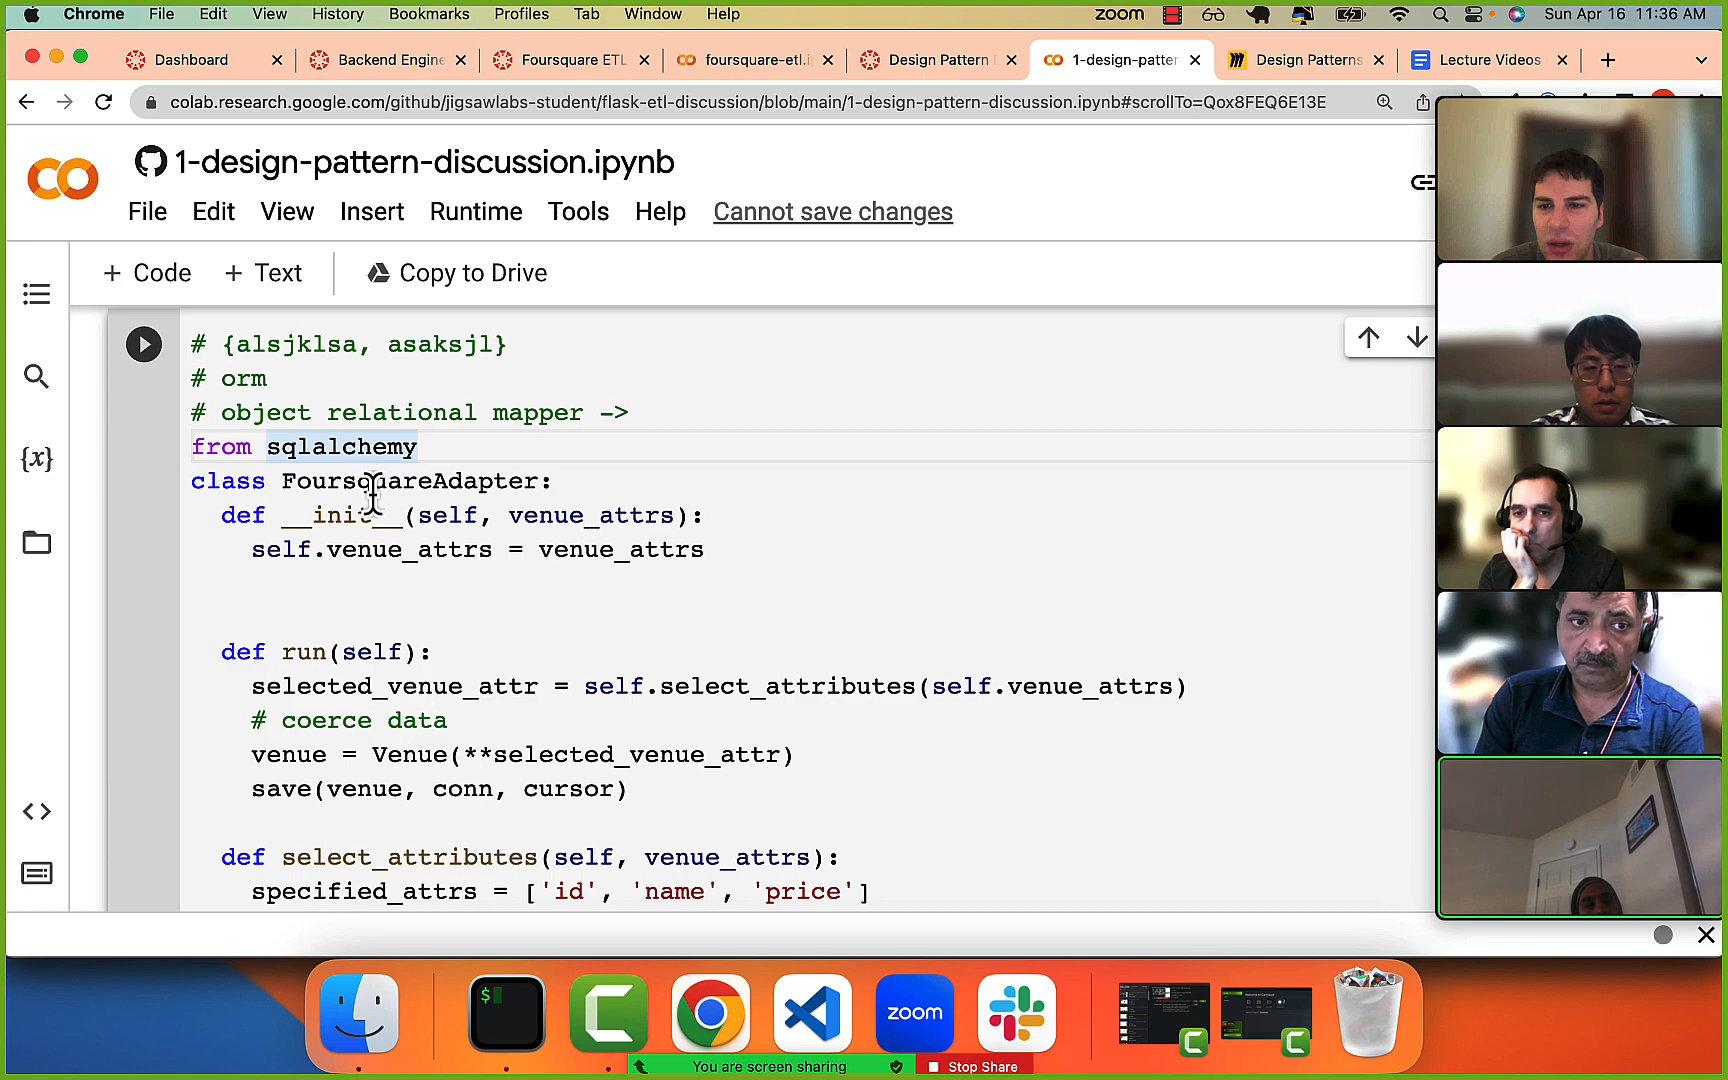 Chrome File Edit View History Bookmarks Profiles Tab Window Help zoom Sun Apr 16 11:36 AM
Dashboard Backend Engine Foursquare ETL foursquare-etl.i Design Pattern 1-design-patter Design Patterns Lecture Videos
colab.research.google.com/github/jigsawlabs-student/flask-etl-discussion/blob/main/1-design-pattern-discussion.ipynb#scrollTo=Qox8FEQ6E13E
1-design-pattern-discussion.ipynb
File Edit View Insert Runtime Tools Help Cannot save changes
+ Code + Text Copy to Drive
# {alsjklsa, asaksjl}
# orm
# object relational mapper ->
from sqlalchemy
class FoursquareAdapter:
def __init__(self, venue_attrs):
self.venue_attrs = venue_attrs
def run(self):
selected_venue_attr = self.select_attributes(self.venue_attrs)
# coerce data
venue = Venue(**selected_venue_attr)
save(venue, conn, cursor)
def select_attributes(self, venue_attrs):
specified_attrs = ['id', 'name', 'price']
{x}
$
zoom
You are screen sharing Stop Share